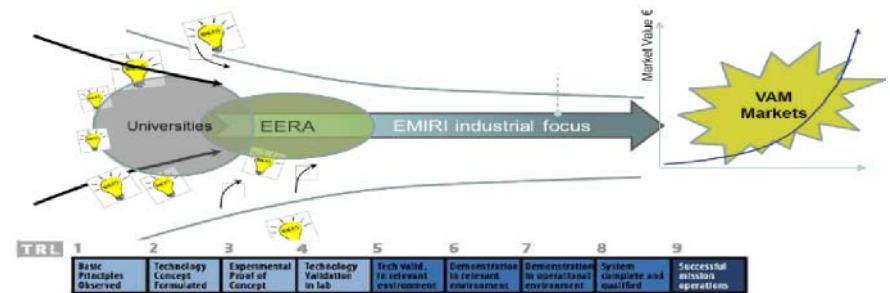 Market Value €
Universities
EERA
EMIRI industrial focus
VAM
Markets
TRL
1 2 3 4 5 6 7 8 9
Basic
Principles
Observed
Technology
Concept
Formulated
Experimental
Proof of
Concept
Technology
Validation
in lab
Tech valid.
in relevant
environment
Demonstration
in relevant
environment
Demonstration
in operational
environment
System
complete and
qualified
Successful
mission
operations